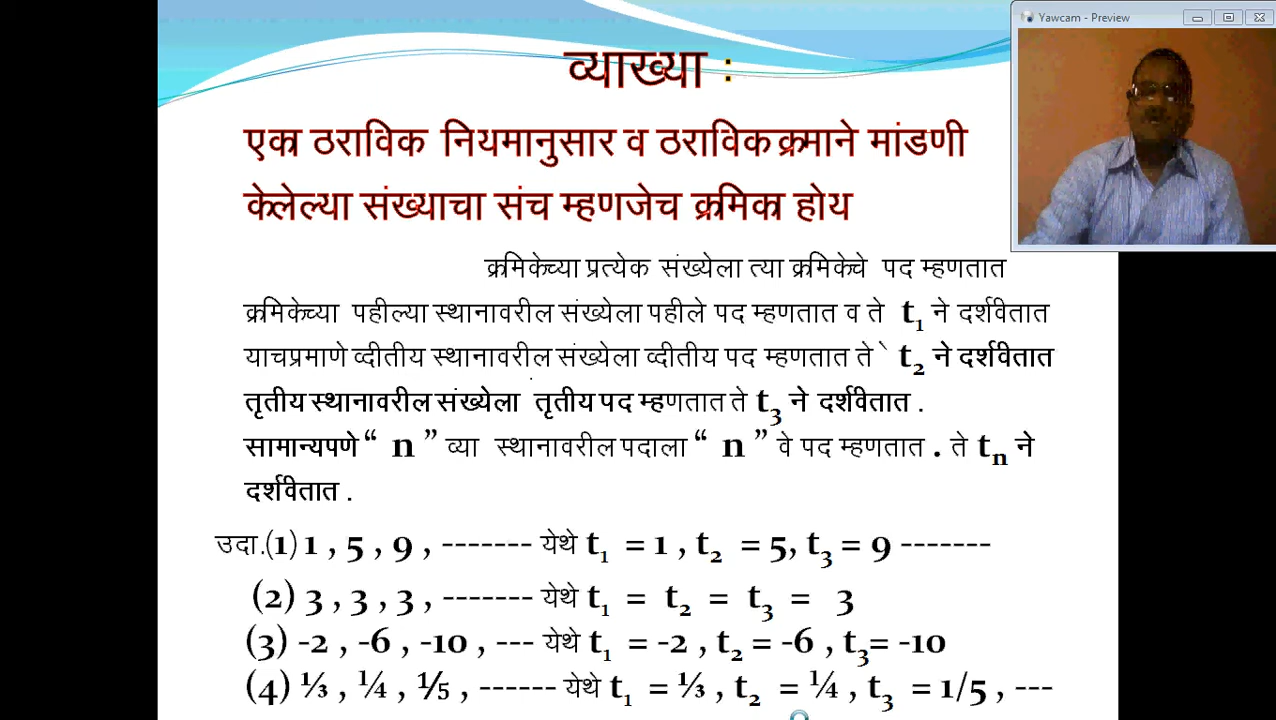 Yawcam - Preview
व्याख्या :
एका ठराविक नियमानुसार व ठराविक क्रमाने मांडणी
केलेल्या संख्याचा संच म्हणजेच क्रमिका होय
क्रमिकेच्या प्रत्येक संख्येला त्या क्रमिकेचे पद म्हणतात
क्रमिकेच्या पहील्या स्थानावरील संख्येला पहीले पद म्हणतात व ते t₁ ने दर्शवितात
याचप्रमाणे व्दीतीय स्थानावरील संख्येला व्दीतीय पद म्हणतात ते` t₂ ने दर्शवितात
तृतीय स्थानावरील संख्येला तृतीय पद म्हणतात ते t₃ ने दर्शवितात .
सामान्यपणे “ n ” व्या स्थानावरील पदाला “ n ” वे पद म्हणतात . ते tₙ ने
दर्शवितात .
उदा.(1) 1 , 5 , 9 , ------- येथे t₁ = 1 , t₂ = 5, t₃ = 9 -------
(2) 3 , 3 , 3 , ------- येथे t₁ = t₂ = t₃ = 3
(3) -2 , -6 , -10 , --- येथे t₁ = -2 , t₂ = -6 , t₃= -10
(4) ⅓ , ¼ , ⅕ , ------ येथे t₁ = ⅓ , t₂ = ¼ , t₃ = 1/5 , ---